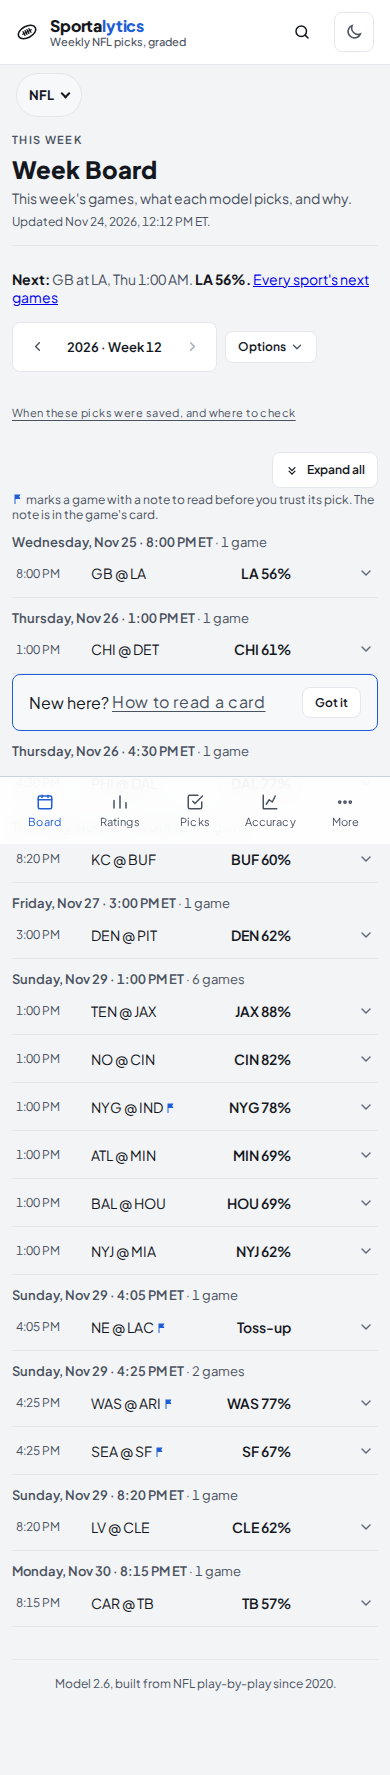 Sportalytics
Weekly NFL picks, graded
NFL
THIS WEEK
Week Board
This week's games, what each model picks, and why.
Updated Nov 24, 2026, 12:12 PM ET.
Next: GB at LA, Thu 1:00 AM. LA 56%. Every sport's next
games
2026 · Week 12
Options
When these picks were saved, and where to check
Expand all
marks a game with a note to read before you trust its pick. The
note is in the game's card.
Wednesday, Nov 25 · 8:00 PM ET · 1 game
8:00 PM GB @ LA LA 56%
Thursday, Nov 26 · 1:00 PM ET · 1 game
1:00 PM CHI @ DET CHI 61%
New here? How to read a card
Got it
Thursday, Nov 26 · 4:30 PM ET · 1 game
4:30 PM PHI @ DAL DAL 77%
Board
Ratings
Picks
Accuracy
More
8:20 PM KC @ BUF BUF 60%
Friday, Nov 27 · 3:00 PM ET · 1 game
3:00 PM DEN @ PIT DEN 62%
Sunday, Nov 29 · 1:00 PM ET · 6 games
1:00 PM TEN @ JAX JAX 88%
1:00 PM NO @ CIN CIN 82%
1:00 PM NYG @ IND NYG 78%
1:00 PM ATL @ MIN MIN 69%
1:00 PM BAL @ HOU HOU 69%
1:00 PM NYJ @ MIA NYJ 62%
Sunday, Nov 29 · 4:05 PM ET · 1 game
4:05 PM NE @ LAC Toss-up
Sunday, Nov 29 · 4:25 PM ET · 2 games
4:25 PM WAS @ ARI WAS 77%
4:25 PM SEA @ SF SF 67%
Sunday, Nov 29 · 8:20 PM ET · 1 game
8:20 PM LV @ CLE CLE 62%
Monday, Nov 30 · 8:15 PM ET · 1 game
8:15 PM CAR @ TB TB 57%
Model 2.6, built from NFL play-by-play since 2020.